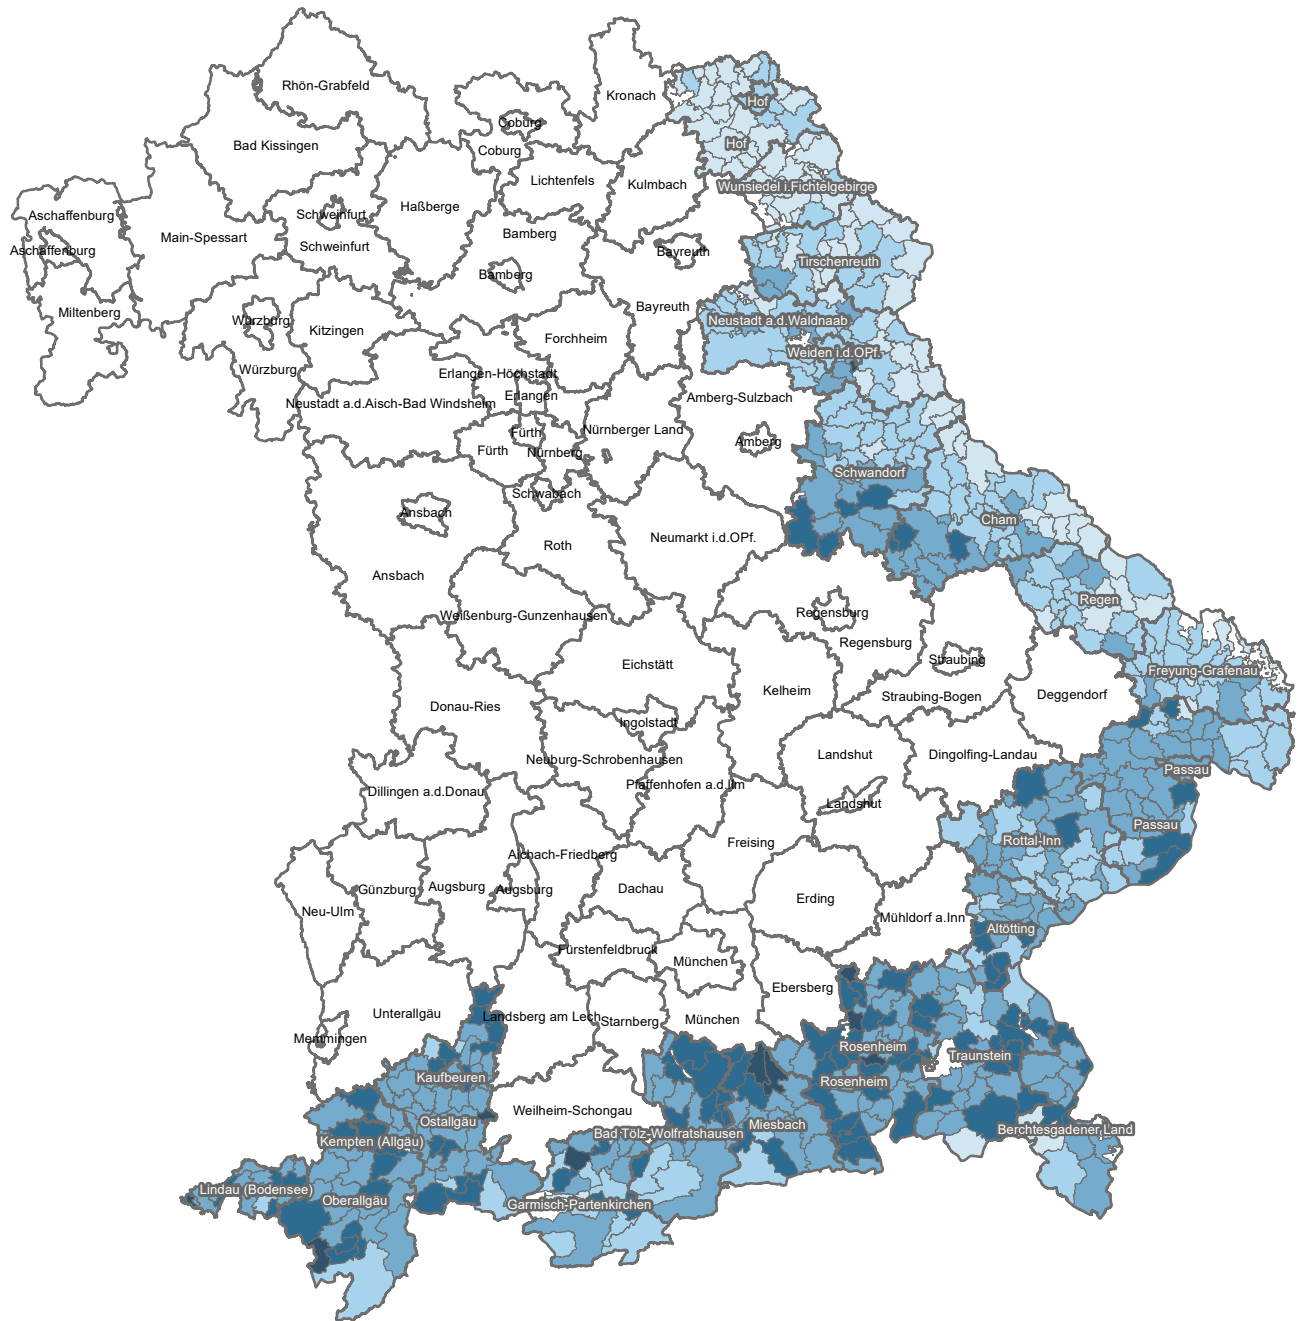 Rhön-Grabfeld
Kronach
Hof
Coburg
Bad Kissingen
Hof
Coburg
Lichtenfels
Kulmbach
Wunsiedel i.Fichtelgebirge
Haßberge
Aschaffenburg
Schweinfurt
Bamberg
Main-Spessart
Schweinfurt
Aschaffenburg
Bayreuth
Tirschenreuth
Bamberg
Bayreuth
Miltenberg
Würzburg
Kitzingen
Neustadt a.d.Waldnaab
Forchheim
Weiden i.d.OPf.
Würzburg
Erlangen-Höchstadt
Erlangen
Amberg-Sulzbach
Neustadt a.d.Aisch-Bad Windsheim
Nürnberger Land
Fürth
Amberg
Fürth
Nürnberg
Schwandorf
Schwabach
Ansbach
Cham
Neumarkt i.d.OPf.
Roth
Ansbach
Regen
Weißenburg-Gunzenhausen
Regensburg
Regensburg
Straubing
Eichstätt
Freyung-Grafenau
Kelheim
Straubing-Bogen
Deggendorf
Donau-Ries
Ingolstadt
Landshut
Dingolfing-Landau
Neuburg-Schrobenhausen
Passau
Pfaffenhofen a.d.Ilm
Dillingen a.d.Donau
Landshut
Passau
Rottal-Inn
Freising
Aichach-Friedberg
Günzburg
Augsburg
Augsburg
Dachau
Erding
Neu-Ulm
Mühldorf a.Inn
Altötting
Fürstenfeldbruck
München
Ebersberg
Unterallgäu
Landsberg am Lech
Starnberg
München
Memmingen
Rosenheim
Traunstein
Kaufbeuren
Rosenheim
Weilheim-Schongau
Ostallgäu
Miesbach
Berchtesgadener Land
Bad Tölz-Wolfratshausen
Kempten (Allgäu)
Lindau (Bodensee)
Oberallgäu
Garmisch-Partenkirchen